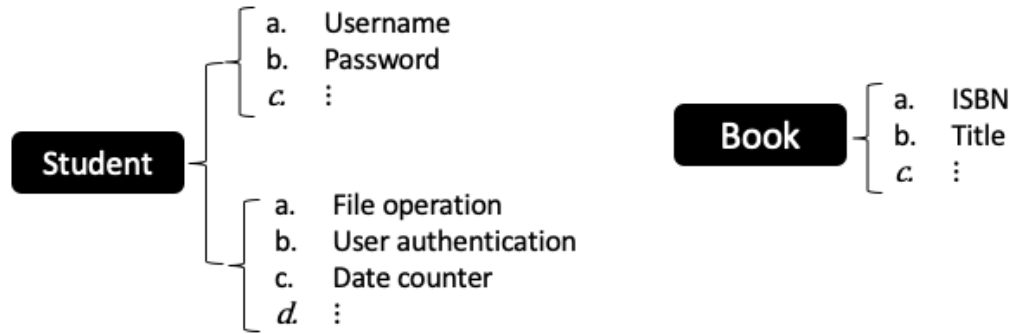 a. Username
b. Password
c. ⋮
Student
a. File operation
b. User authentication
c. Date counter
d. ⋮
Book
a. ISBN
b. Title
c. ⋮